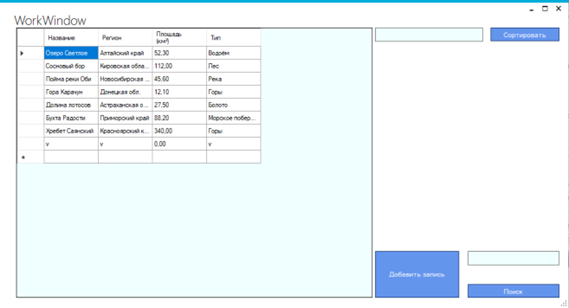 WorkWindow
Название Регион Площадь (км²) Тип
Сортировать
Озеро Светлое Алтайский край 52,30 Водоём
Сосновый бор Кировская обла... 112,00 Лес
Пойма реки Оби Новосибирская ... 45,60 Река
Гора Карачун Донецкая обл. 12,10 Горы
Долина лотосов Астраханская о... 27,50 Болото
Бухта Радости Приморский край 88,20 Морское побер...
Хребет Саянский Красноярский к... 340,00 Горы
v v 0,00 v
Добавить запись
Поиск